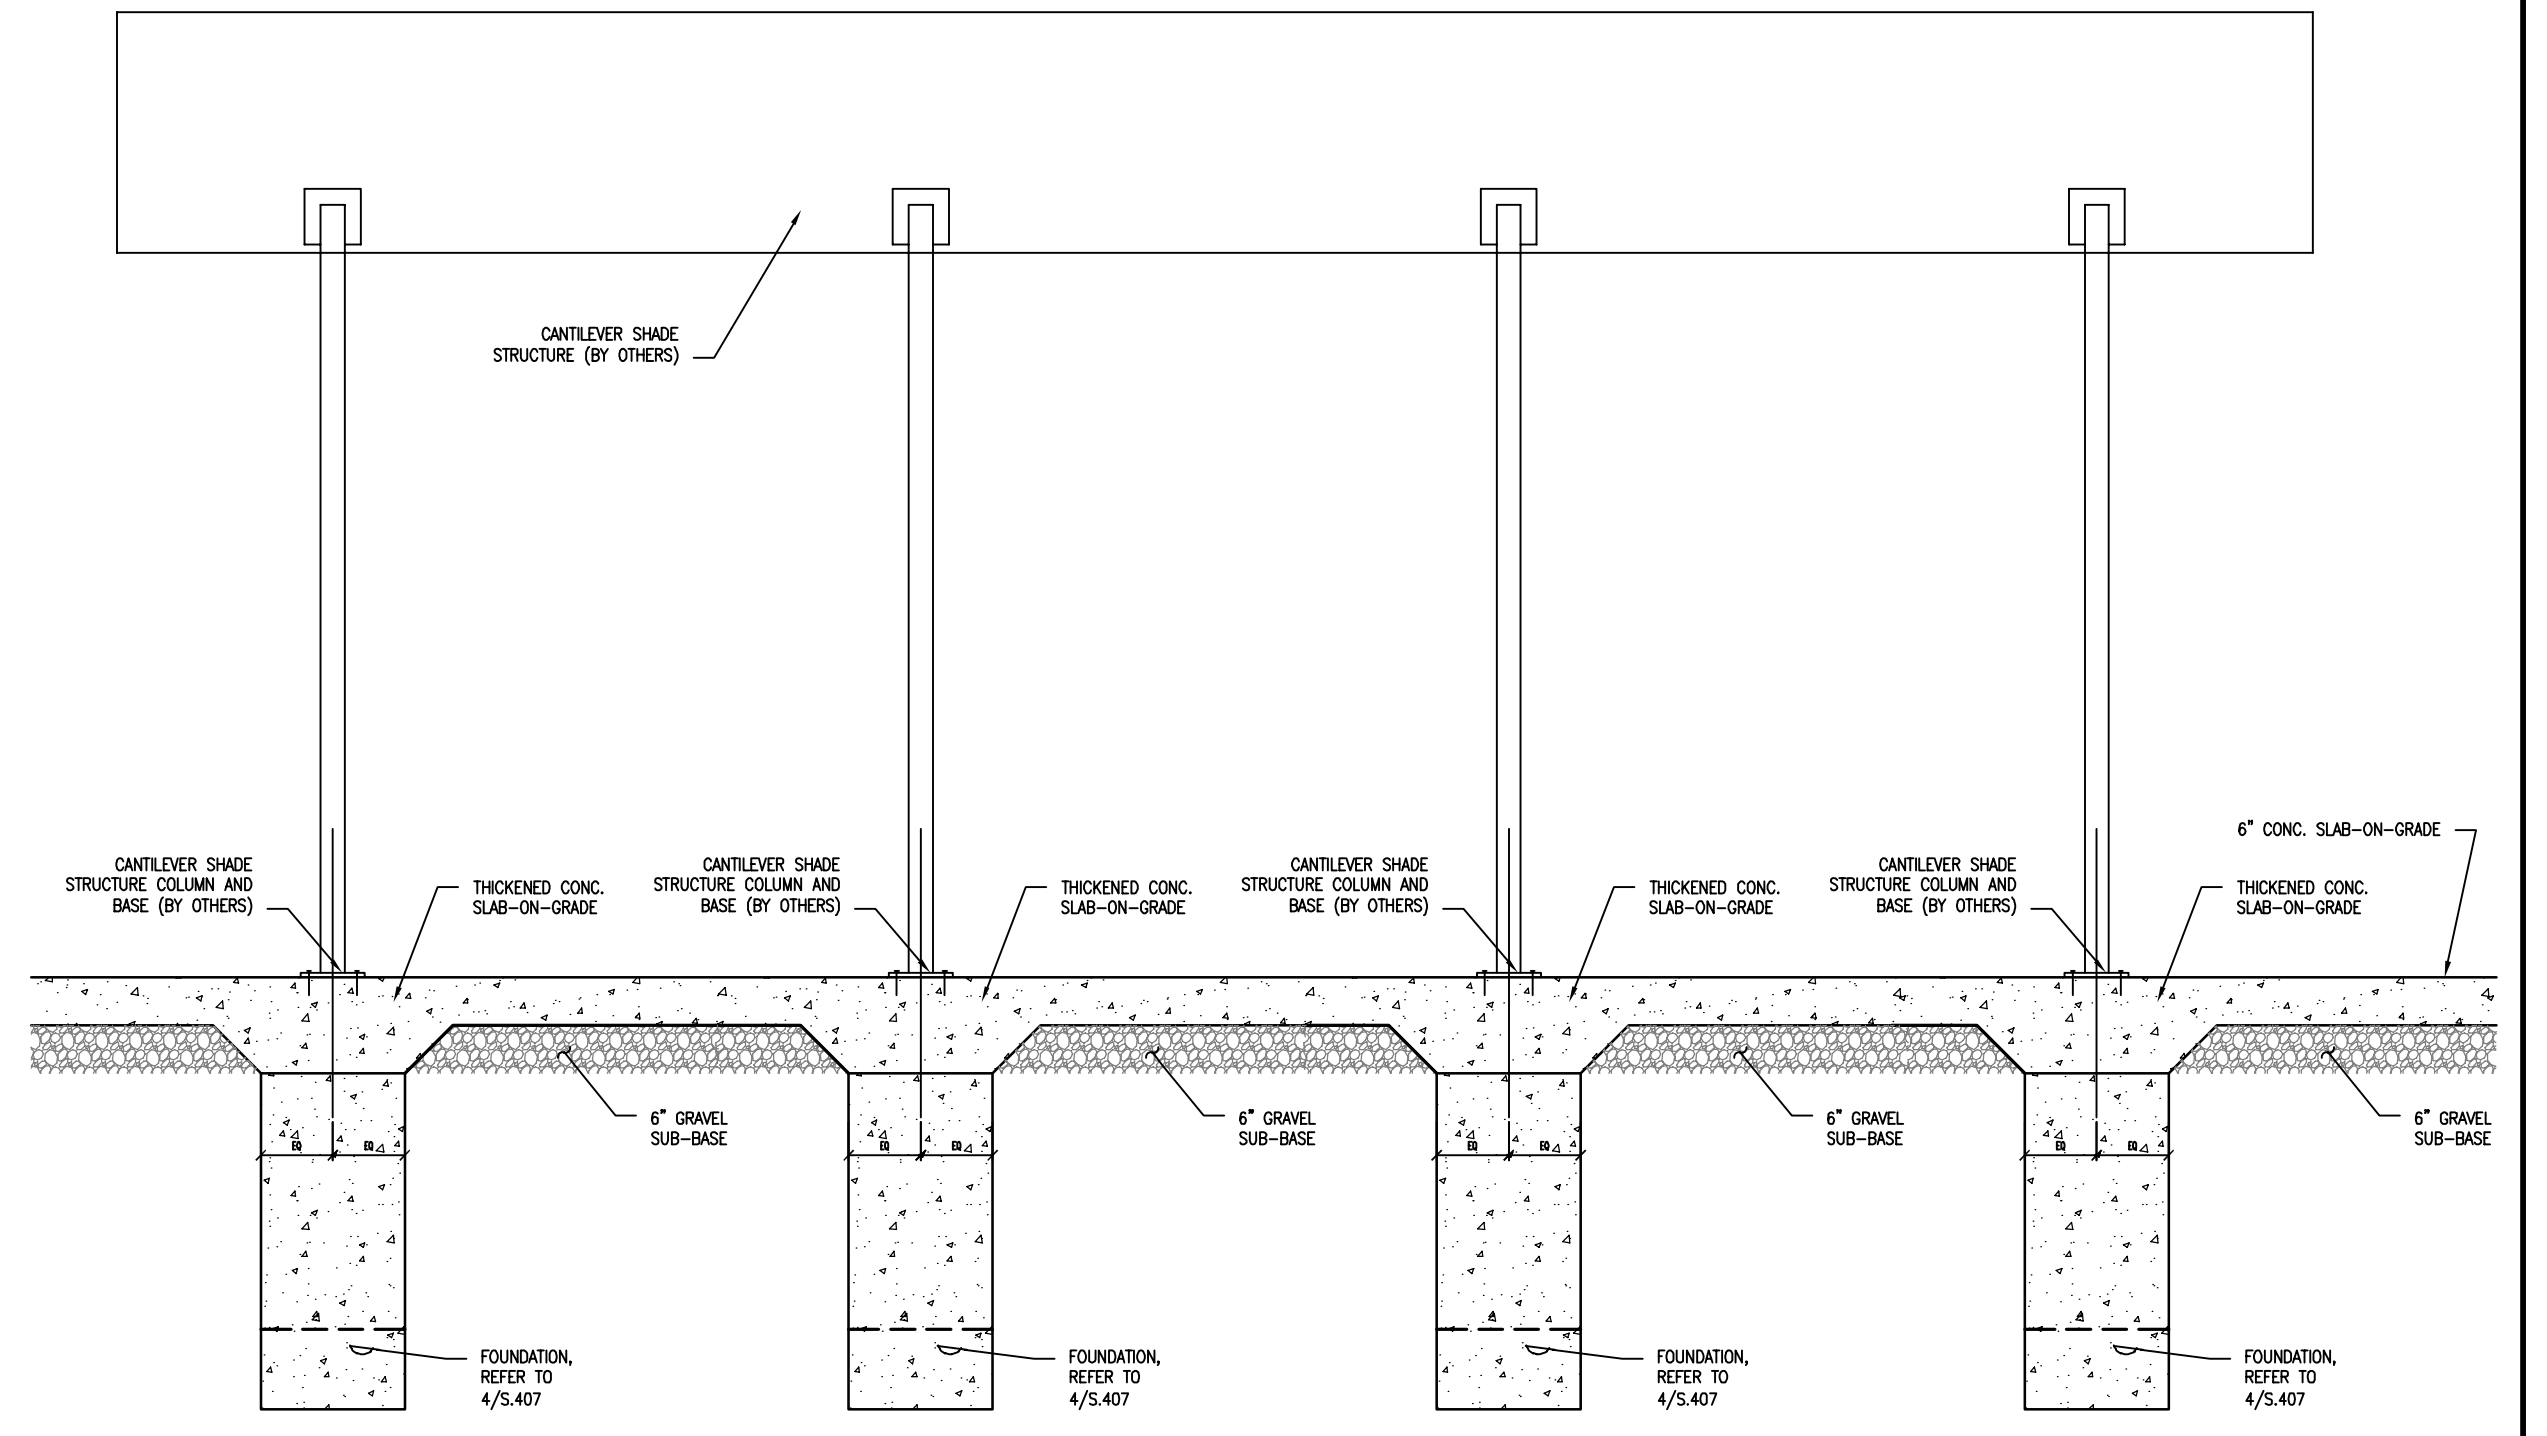 CANTILEVER SHADE
STRUCTURE (BY OTHERS)
6" CONC. SLAB-ON-GRADE
CANTILEVER SHADE
STRUCTURE COLUMN AND
BASE (BY OTHERS)
THICKENED CONC.
SLAB-ON-GRADE
CANTILEVER SHADE
STRUCTURE COLUMN AND
BASE (BY OTHERS)
THICKENED CONC.
SLAB-ON-GRADE
CANTILEVER SHADE
STRUCTURE COLUMN AND
BASE (BY OTHERS)
THICKENED CONC.
SLAB-ON-GRADE
CANTILEVER SHADE
STRUCTURE COLUMN AND
BASE (BY OTHERS)
THICKENED CONC.
SLAB-ON-GRADE
6" GRAVEL
SUB-BASE
6" GRAVEL
SUB-BASE
6" GRAVEL
SUB-BASE
6" GRAVEL
SUB-BASE
EQ EQ
EQ EQ
EQ EQ
EQ EQ
FOUNDATION,
REFER TO
4/S.407
FOUNDATION,
REFER TO
4/S.407
FOUNDATION,
REFER TO
4/S.407
FOUNDATION,
REFER TO
4/S.407